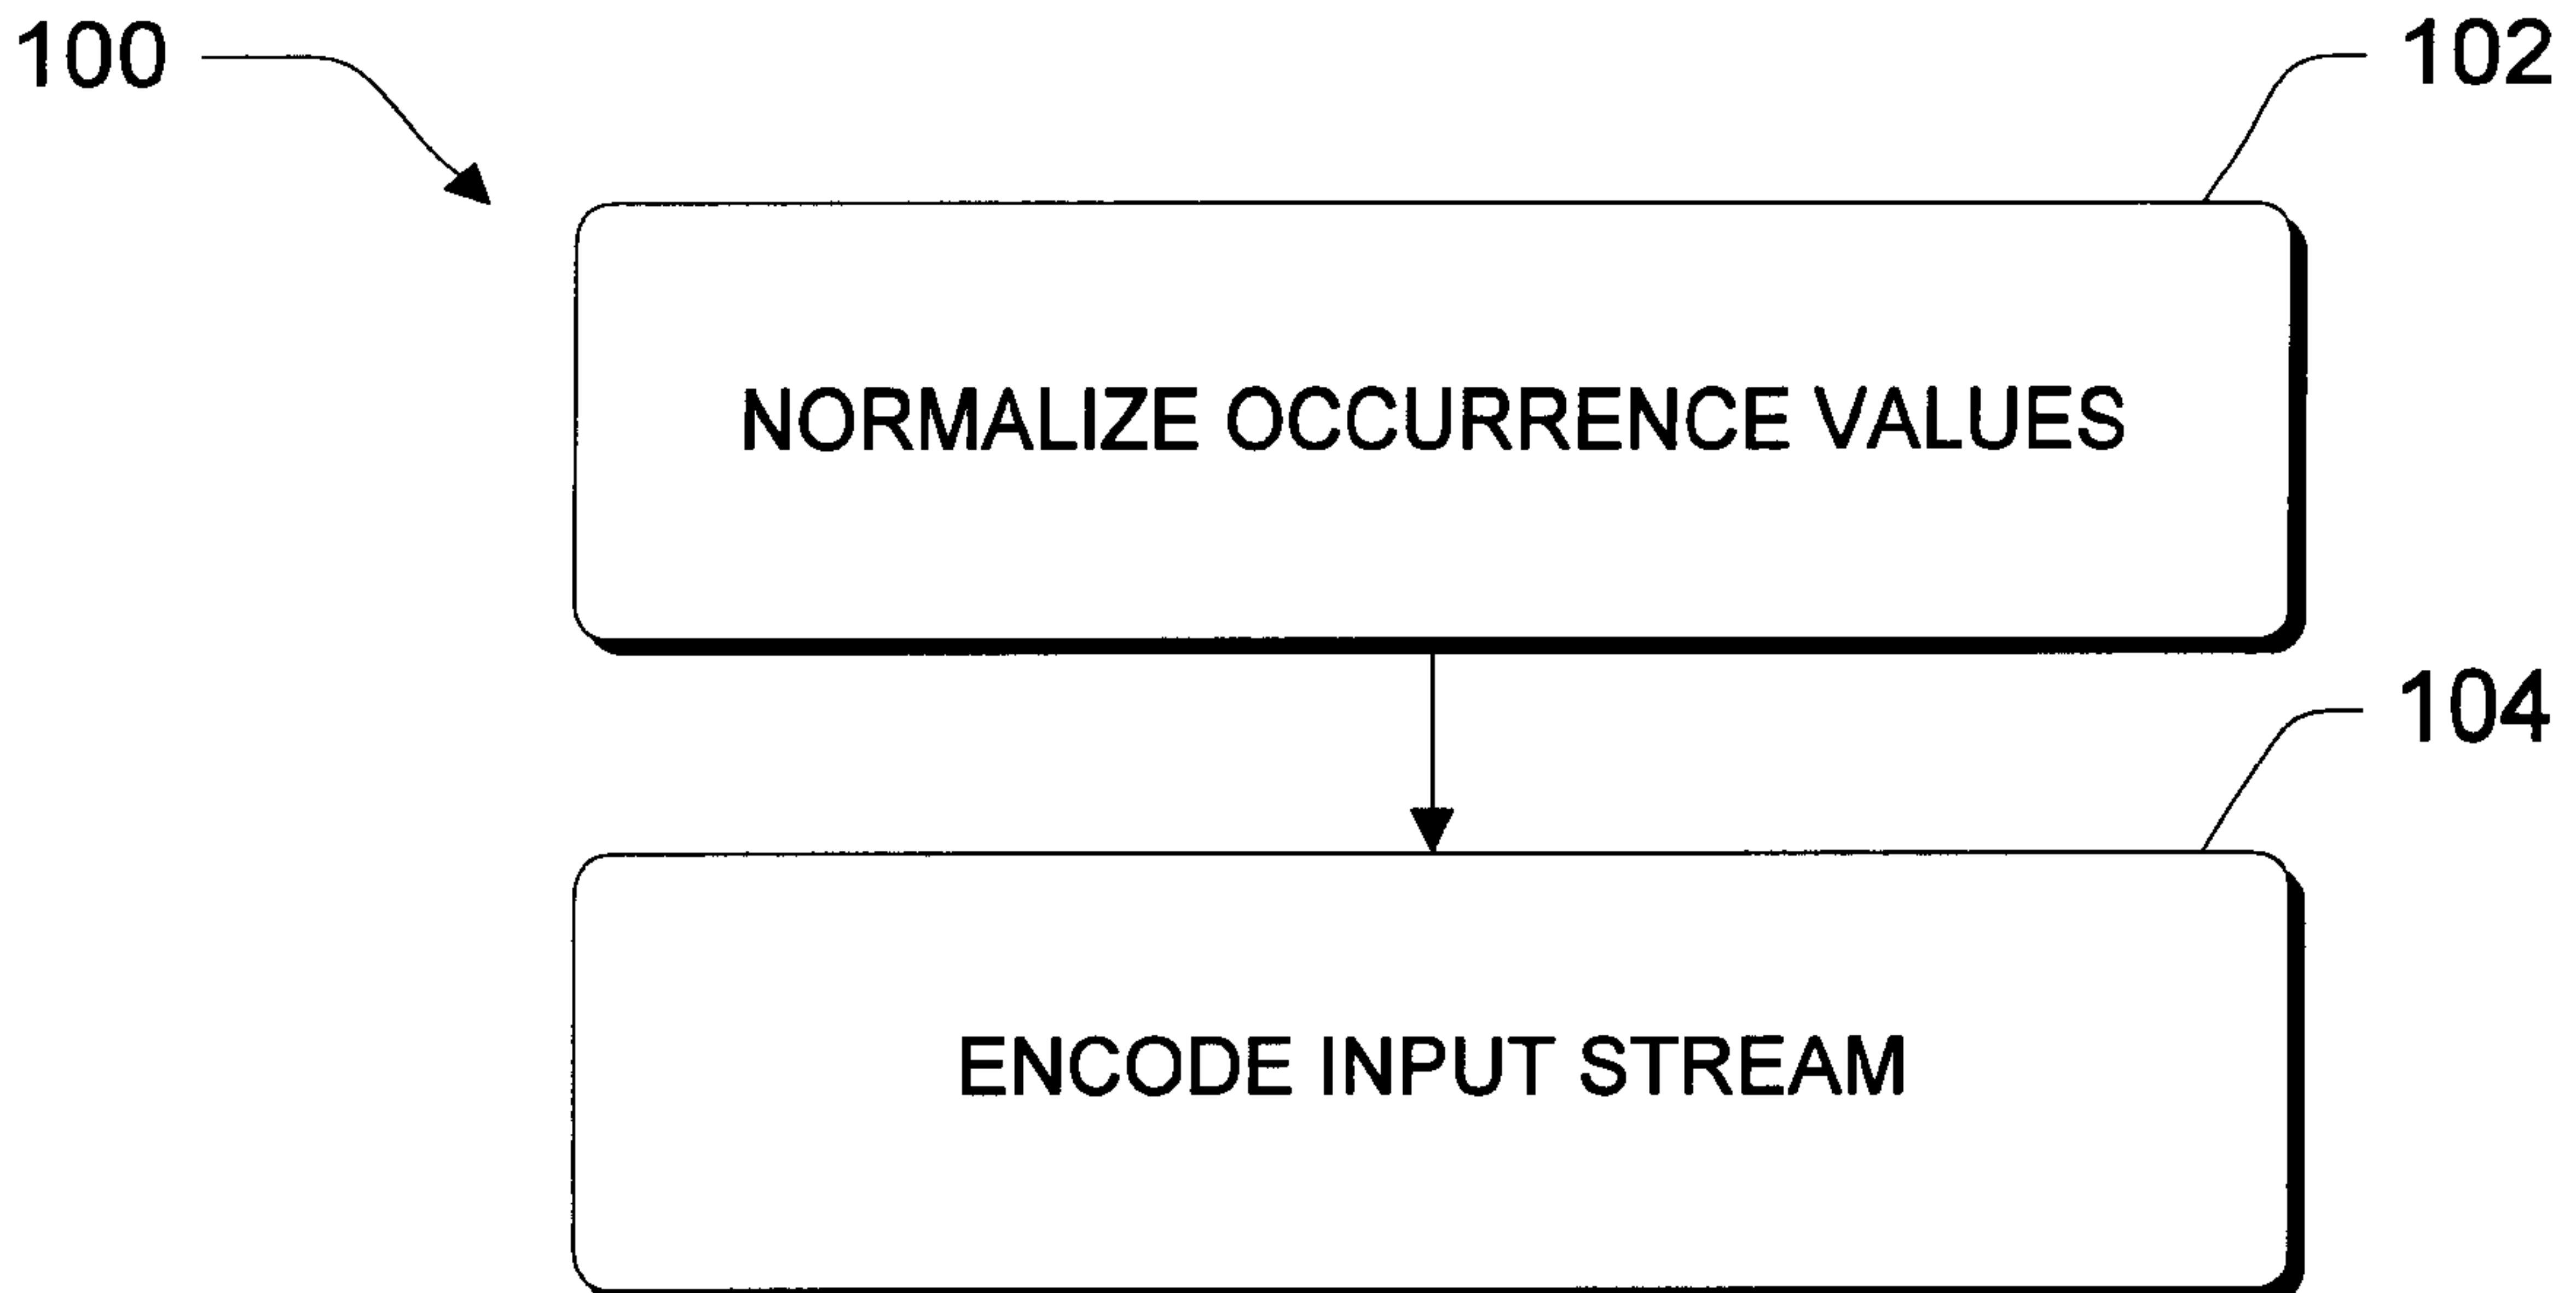 100
102
NORMALIZE OCCURRENCE VALUES
104
ENCODE INPUT STREAM